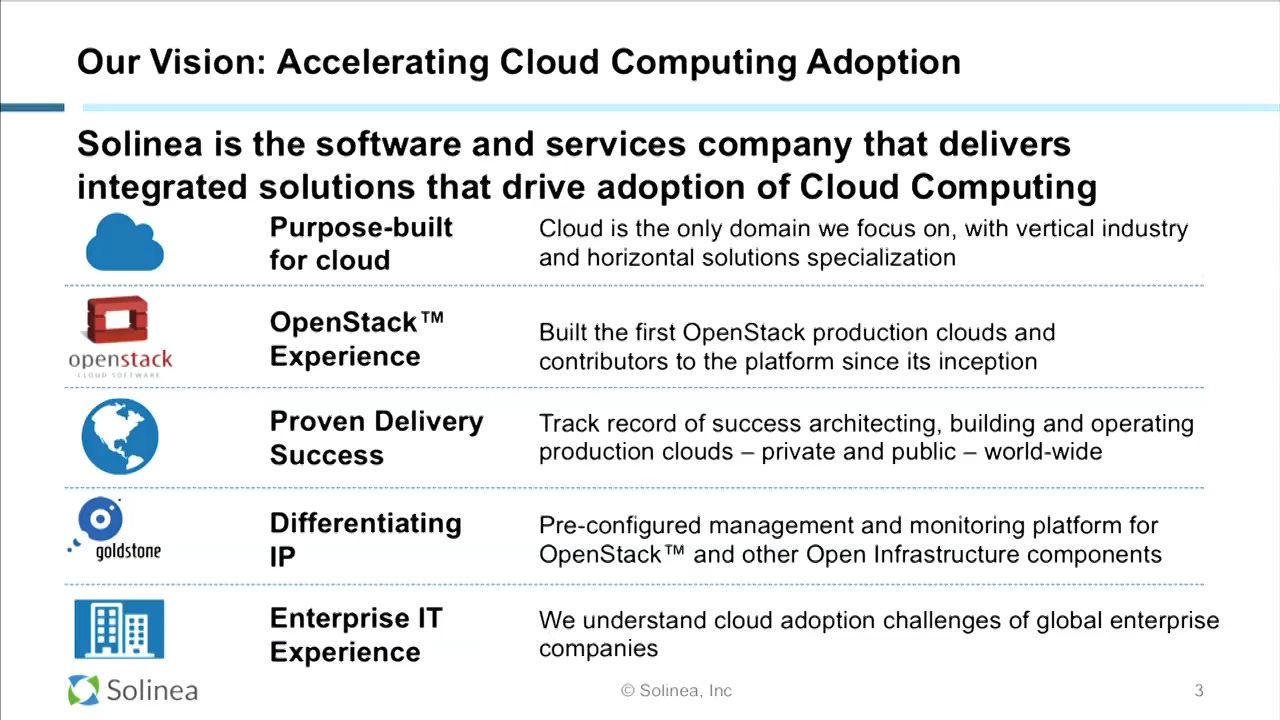 Our Vision: Accelerating Cloud Computing Adoption
Solinea is the software and services company that delivers
integrated solutions that drive adoption of Cloud Computing
Purpose-built
for cloud
Cloud is the only domain we focus on, with vertical industry
and horizontal solutions specialization
openstack
CLOUD SOFTWARE
OpenStack™
Experience
Built the first OpenStack production clouds and
contributors to the platform since its inception
Proven Delivery
Success
Track record of success architecting, building and operating
production clouds – private and public – world-wide
goldstone
Differentiating
IP
Pre-configured management and monitoring platform for
OpenStack™ and other Open Infrastructure components
Enterprise IT
Experience
We understand cloud adoption challenges of global enterprise
companies
Solinea
© Solinea, Inc
3